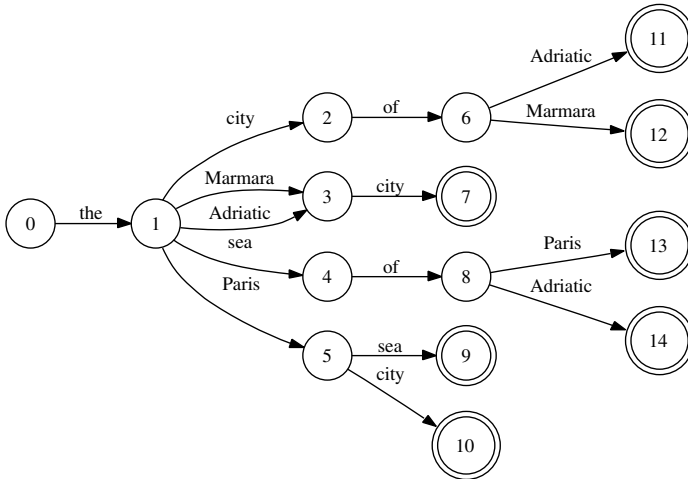 11
Adriatic
city
2
of
6
Marmara
12
Marmara
3
city
7
Adriatic
0
the
1
sea
Paris
13
4
of
8
Paris
Adriatic
5
sea
9
14
city
10